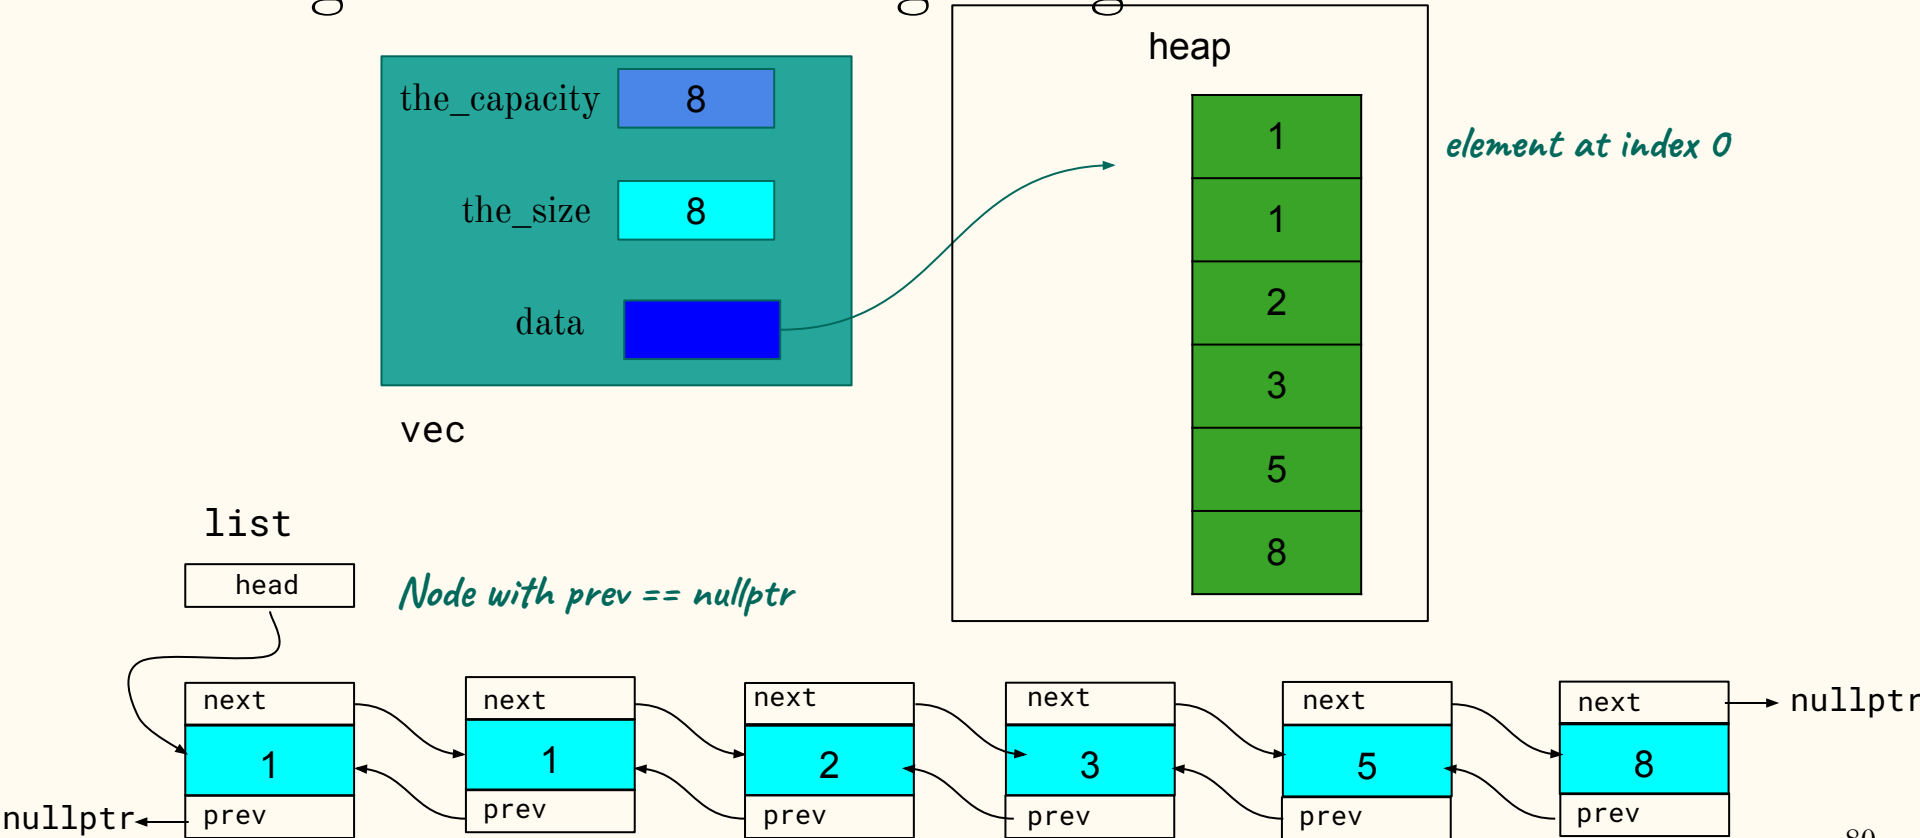 heap
the_capacity 8
the_size 8
data
vec
1
1
2
3
5
8
element at index 0
list
head
Node with prev == nullptr
next next next next next next nullptr
1 1 2 3 5 8
nullptr prev prev prev prev prev prev